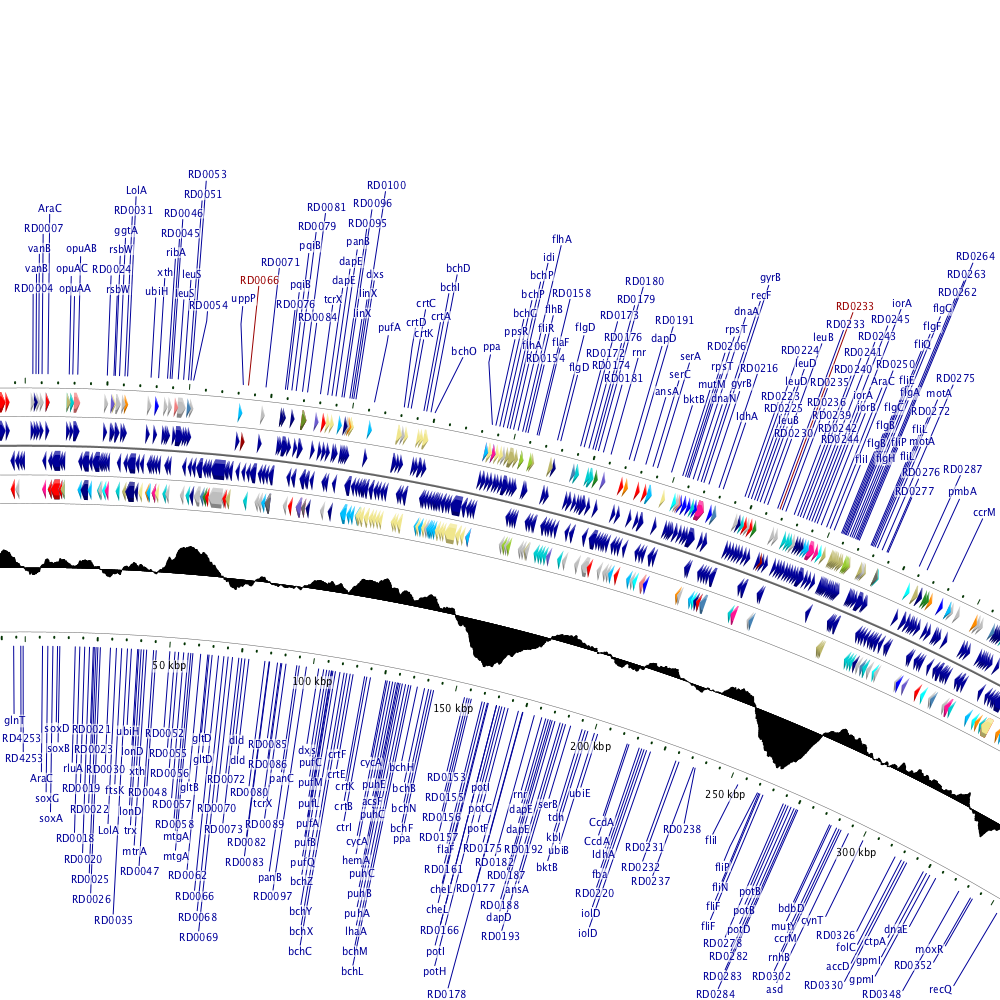 RD0053
LolA
RD0051
AraC
RD0031
RD0046
RD0007
ggtA
RD0045
vanB
opuAB
rsbW
ribA
vanB
opuAC
RD0024
xth
leuS
RD0004
opuAA
rsbW
ubiH
leuS
RD0054
RD0100
RD0081
RD0096
RD0079
RD0095
pqiB
panB
RD0071
dapE
RD0066
pqiB
dapE
dxs
uppP
RD0076
tcrX
linX
RD0084
linX
pufA
bchD
bchI
crtC
crtA
crtD
crtK
bchO
ppa
flhA
idi
bchP
bchP
RD0158
bchG
flhB
ppsR
fliR
flhA
flaF
RD0154
RD0180
RD0179
RD0173
flgD
RD0176
RD0172
rnr
flgD
RD0174
RD0181
RD0191
dapD
serA
serC
ansA
bktB
gyrB
recF
dnaA
rpsT
RD0206
rpsT
RD0216
mutM
gyrB
dnaN
ldhA
RD0233
RD0233
leuB
RD0224
leuD
leuD
RD0235
RD0223
RD0225
RD0236
leuB
RD0239
RD0230
RD0242
RD0244
iorA
RD0245
RD0243
RD0241
RD0240
RD0250
AraC
fliE
iorA
flgA
iorB
flgC
flgB
flgB
fliP
motA
fliI
flgH
fliL
RD0264
RD0263
RD0262
flgG
flgF
fliQ
RD0275
motA
RD0272
fliL
RD0276
RD0287
RD0277
pmbA
ccrM
50 kbp
100 kbp
150 kbp
200 kbp
250 kbp
300 kbp
glnT
RD4253
RD4253
AraC
soxG
soxA
soxD
soxB
rluA
RD0019
RD0022
RD0018
RD0020
RD0025
RD0026
RD0021
RD0023
RD0030
ftsK
LolA
RD0035
ubiH
ionD
xth
RD0048
lonD
trx
mtrA
RD0047
RD0052
RD0055
RD0056
gltB
RD0057
RD0058
mtgA
mtgA
RD0062
RD0066
RD0068
RD0069
gltD
gltD
RD0072
RD0070
RD0073
dld
dld
RD0080
tcrX
RD0089
RD0082
RD0083
RD0085
RD0086
panC
panB
RD0097
dxs
pufC
pufM
pufL
pufA
pufB
pufQ
bchZ
bchY
bchX
bchC
crtF
crtE
crtK
crtB
crtI
cycA
hemA
puhC
puhB
puhA
lhaA
bchM
bchL
cycA
puhE
acsF
puhC
bchH
bchB
bchN
bchF
ppa
RD0153
RD0155
RD0156
RD0157
flaF
RD0161
cheL
cheL
RD0166
potI
potH
RD0178
potI
potG
potF
RD0175
RD0182
RD0177
RD0187
ansA
RD0188
dapD
RD0193
rnr
dapE
dapE
RD0192
serB
tdh
kbl
ubiB
bktB
ubiE
CcdA
CcdA
ldhA
fba
RD0220
iolD
iolD
RD0231
RD0232
RD0237
RD0238
fliI
fliP
fliN
fliF
fliF
RD0278
RD0282
RD0283
RD0284
potB
potB
potD
bdbD
mutY
ccrM
rnhB
RD0302
asd
cynT
RD0326
folC
accD
RD0330
dnaE
ctpA
gpmI
gpmI
RD0348
moxR
RD0352
recQ